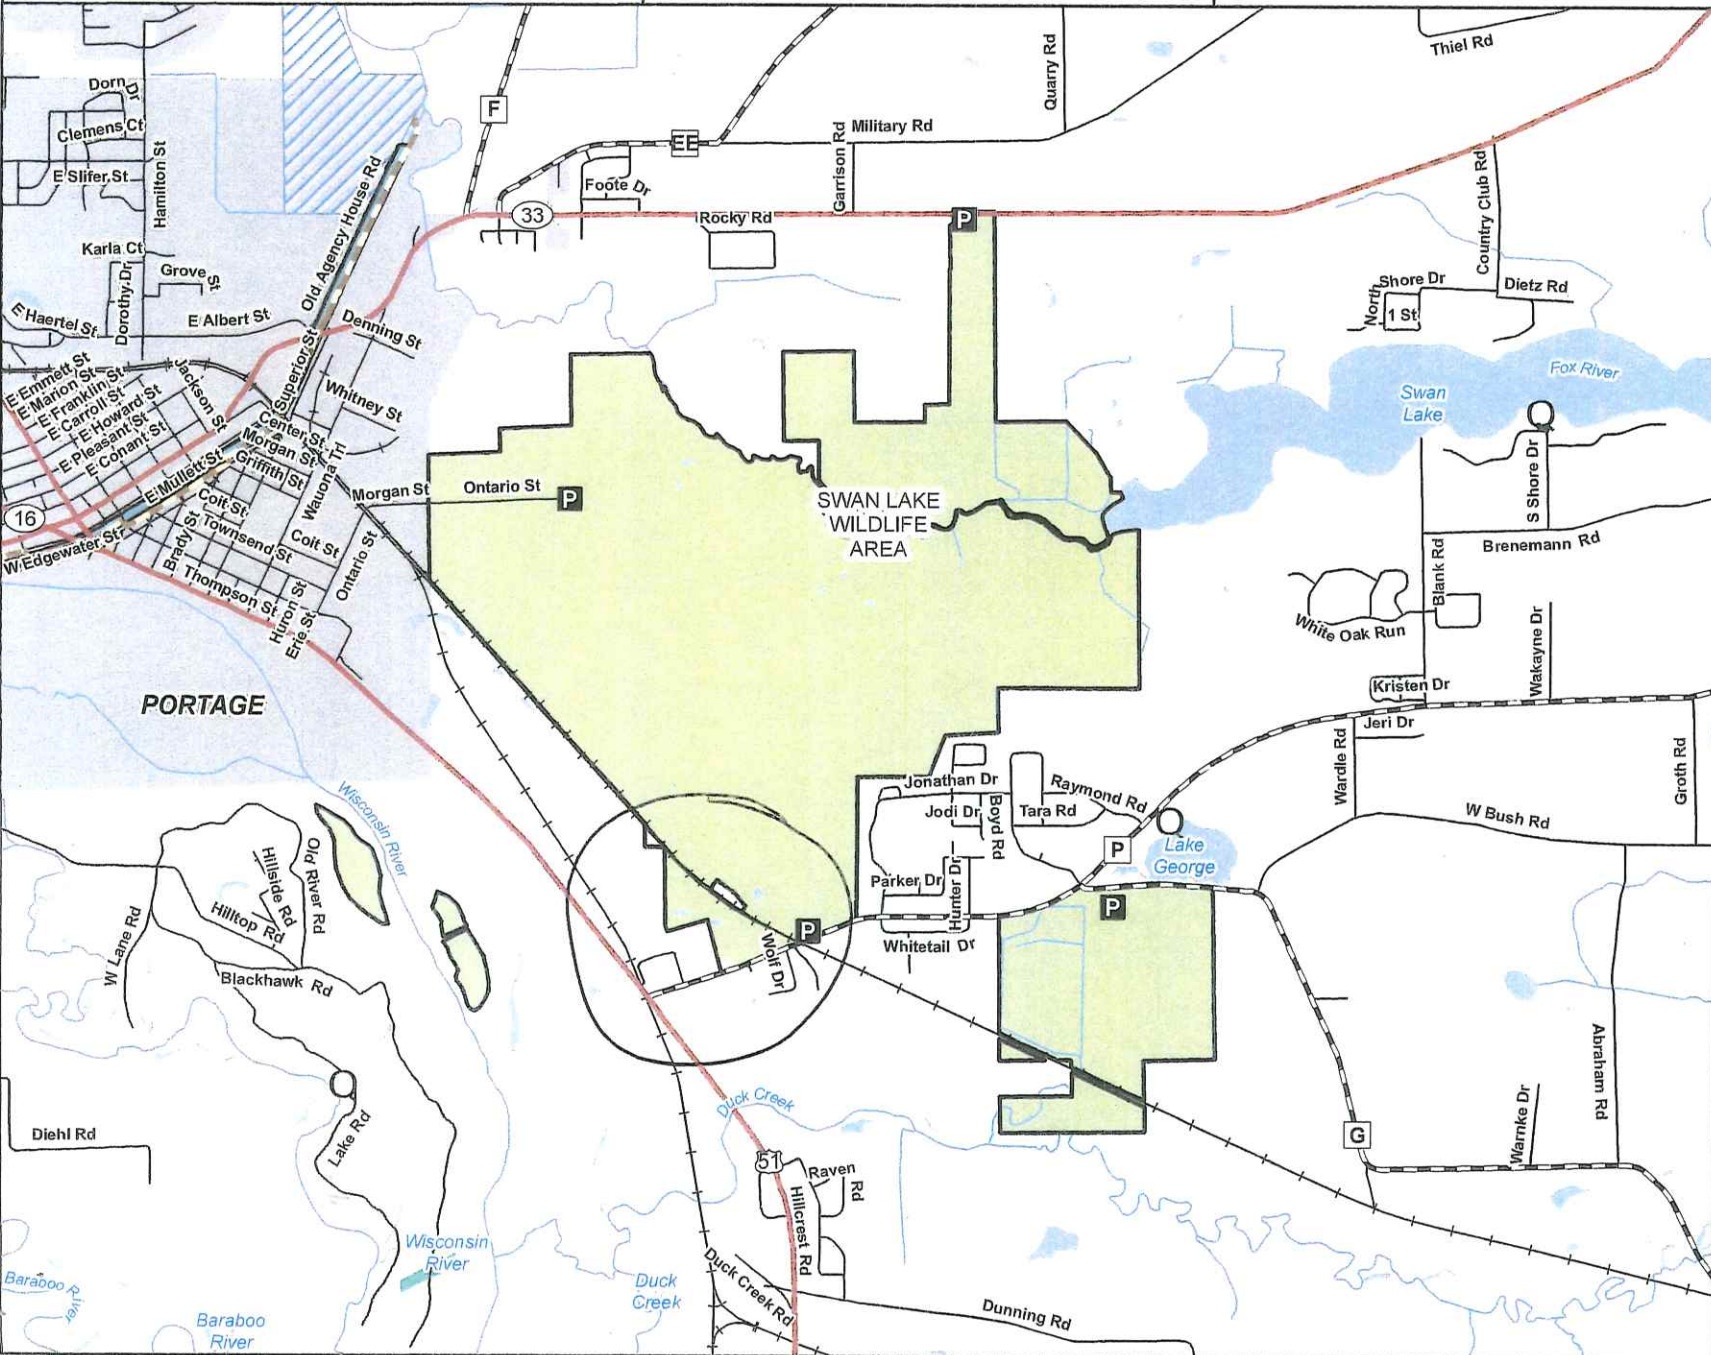 Thiel Rd
Quarry Rd
Dorn Dr
F
Clemens Ct
Military Rd
EE
Garrison Rd
Hamilton St
E Slifer St
Old Agency House Rd
Foote Dr
Country Club Rd
33
Rocky Rd
P
Karla Ct
Grove St
Dorothy Dr
North Shore Dr
Dietz Rd
1 St
E Haertel St
E Albert St
Denning St
Superior St
E Emmett St
E Marion St
E Franklin St
E Carroll St
E Howard St
E Pleasant St
E Conant St
Jackson St
Whitney St
Fox River
Swan
Lake
Center St
Morgan St
Griffith St
Wauona Trl
E Mullett St
S Shore Dr
Morgan St
Ontario St
P
SWAN LAKE
WILDLIFE
AREA
16
Coit St
Townsend St
Brady St
Coit St
W Edgewater St
Brenemann Rd
Blank Rd
Thompson St
Huron St
Erie St
Ontario St
White Oak Run
Wakayne Dr
Kristen Dr
PORTAGE
Jeri Dr
Wardle Rd
Groth Rd
Wisconsin River
Jonathan Dr
Raymond Rd
Jodi Dr
Boyd Rd
Tara Rd
W Bush Rd
P
Lake
George
Old River Rd
Hillside Rd
Hilltop Rd
W Lane Rd
Parker Dr
Hunter Dr
P
P
Wolf Dr
Whitetail Dr
Blackhawk Rd
Abraham Rd
Duck Creek
Lake Rd
Diehl Rd
G
Warnke Dr
51
Raven Rd
Hillcrest Rd
Wisconsin
River
Duck
Creek
Duck Creek Rd
Baraboo River
Baraboo
River
Dunning Rd